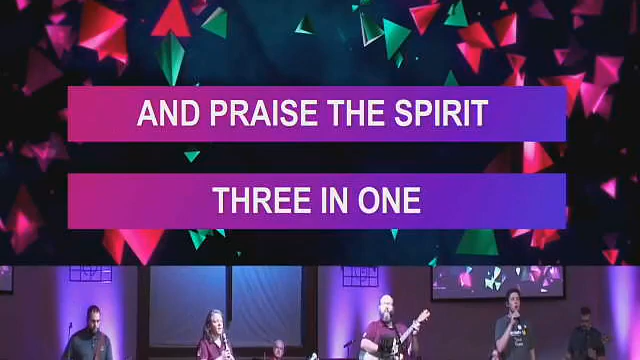 AND PRAISE THE SPIRIT
THREE IN ONE